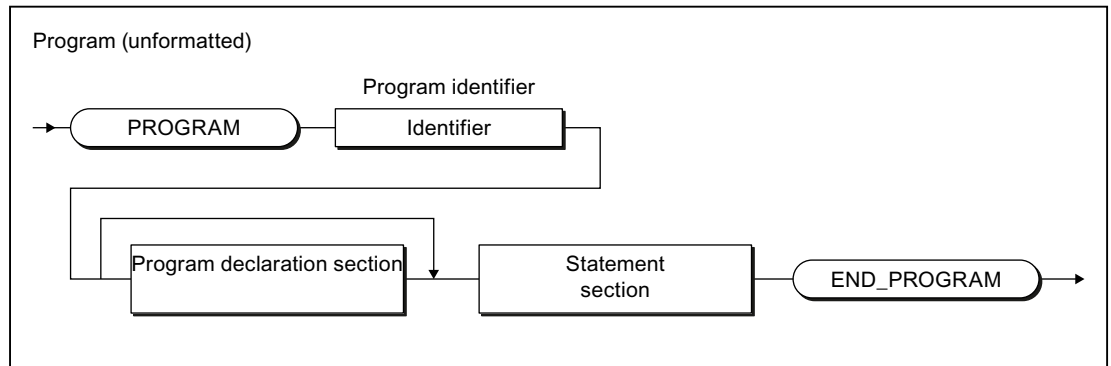 Program (unformatted)
Program identifier
PROGRAM
Identifier
Program declaration section
Statement
section
END_PROGRAM